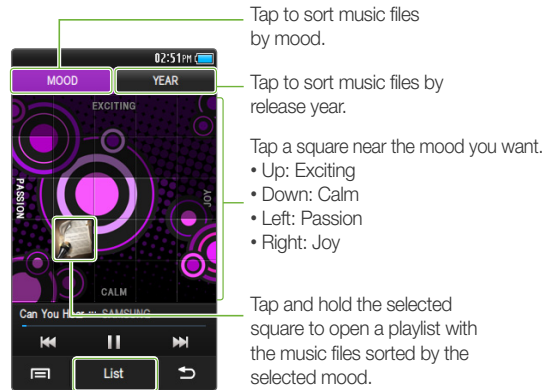 Tap to sort music files
by mood.
02:51PM
MOOD
YEAR
Tap to sort music files by
release year.
EXCITING
PASSION
JOY
CALM
Tap a square near the mood you want.
• Up: Exciting
• Down: Calm
• Left: Passion
• Right: Joy
Can You Hear ... SAMSUNG
List
Tap and hold the selected
square to open a playlist with
the music files sorted by the
selected mood.